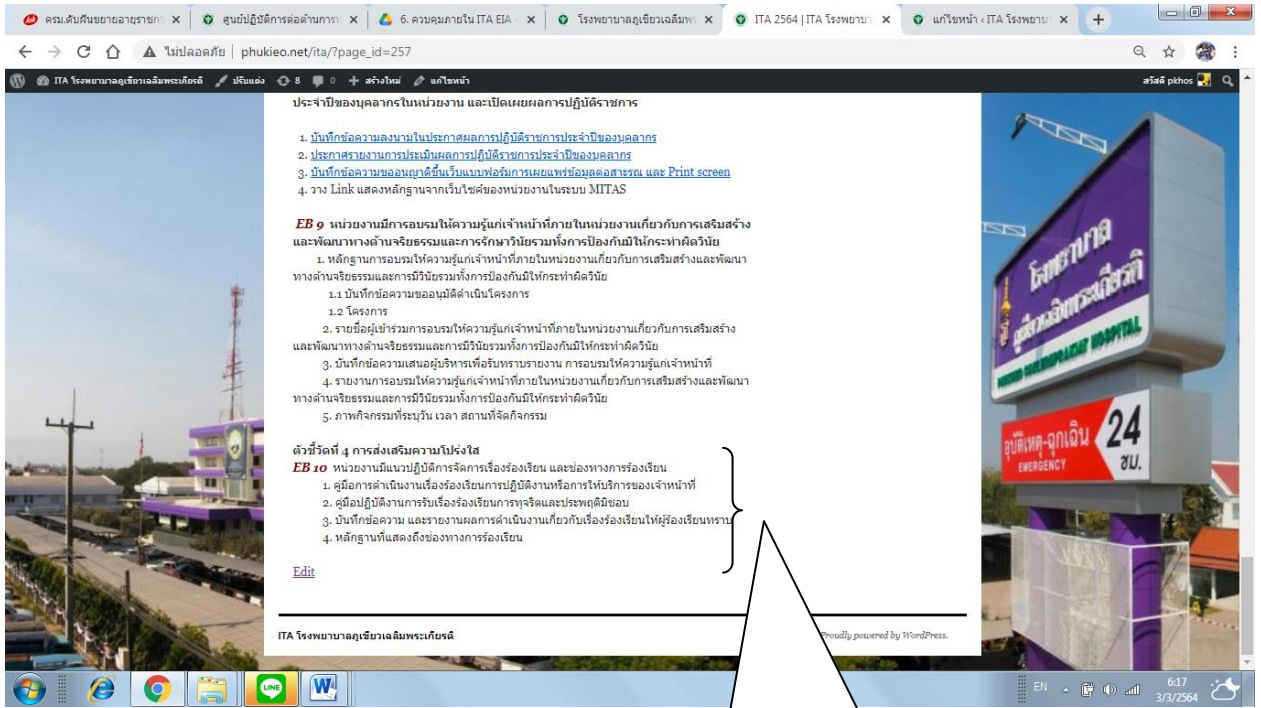 ครม.ดับฝันขยายอายุราชก
ศูนย์ปฏิบัติการต่อต้านการ
6. ควบคุมภายใน ITA EIA
โรงพยาบาลภูเขียวเฉลิมพร
ITA 2564 | ITA โรงพยาบา
แก้ไขหน้า ‹ ITA โรงพยาบา
ไม่ปลอดภัย | phukieo.net/ita/?page_id=257
ITA โรงพยาบาลภูเขียวเฉลิมพระเกียรติ ปรับแต่ง 8 0 สร้างใหม่ แก้ไขหน้า สวัสดี pkhos
ประจำปีของบุคลากรในหน่วยงาน และเปิดเผยผลการปฏิบัติราชการ
1. บันทึกข้อความลงนามในประกาศผลการปฏิบัติราชการประจำปีของบุคลากร
2. ประกาศรายงานการประเมินผลการปฏิบัติราชการประจำปีของบุคลากร
3. บันทึกข้อความขออนุญาติขึ้นเว็บแบบฟอร์มการเผยแพร่ข้อมูลต่อสาธารณ และ Print screen
4. วาง Link แสดงหลักฐานจากเว็บไซค์ของหน่วยงานในระบบ MITAS
EB 9 หน่วยงานมีการอบรมให้ความรู้แก่เจ้าหน้าที่ภายในหน่วยงานเกี่ยวกับการเสริมสร้าง
และพัฒนาทางด้านจริยธรรมและการรักษาวินัยรวมทั้งการป้องกันมิให้กระทำผิดวินัย
1. หลักฐานการอบรมให้ความรู้แก่เจ้าหน้าที่ภายในหน่วยงานเกี่ยวกับการเสริมสร้างและพัฒนา
ทางด้านจริยธรรมและการมีวินัยรวมทั้งการป้องกันมิให้กระทำผิดวินัย
1.1 บันทึกข้อความขออนุมัติดำเนินโครงการ
1.2 โครงการ
2. รายชื่อผู้เข้าร่วมการอบรมให้ความรู้แก่เจ้าหน้าที่ภายในหน่วยงานเกี่ยวกับการเสริมสร้าง
และพัฒนาทางด้านจริยธรรมและการมีวินัยรวมทั้งการป้องกันมิให้กระทำผิดวินัย
3. บันทึกข้อความเสนอผู้บริหารเพื่อรับทราบรายงาน การอบรมให้ความรู้แก่เจ้าหน้าที่
4. รายงานการอบรมให้ความรู้แก่เจ้าหน้าที่ภายในหน่วยงานเกี่ยวกับการเสริมสร้างและพัฒนา
ทางด้านจริยธรรมและการมีวินัยรวมทั้งการป้องกันมิให้กระทำผิดวินัย
5. ภาพกิจกรรมที่ระบุวัน เวลา สถานที่จัดกิจกรรม
ตัวชี้วัดที่ 4 การส่งเสริมความโปร่งใส
EB 10 หน่วยงานมีแนวปฏิบัติการจัดการเรื่องร้องเรียน และช่องทางการร้องเรียน
1. คู่มือการดำเนินงานเรื่องร้องเรียนการปฏิบัติงานหรือการให้บริการของเจ้าหน้าที่
2. คู่มือปฏิบัติงานการรับเรื่องร้องเรียนการทุจริตและประพฤติมิชอบ
3. บันทึกข้อความ และรายงานผลการดำเนินงานเกี่ยวกับเรื่องร้องเรียนให้ผู้ร้องเรียนทราบ
4. หลักฐานที่แสดงถึงช่องทางการร้องเรียน
Edit
ITA โรงพยาบาลภูเขียวเฉลิมพระเกียรติ
Proudly powered by WordPress.
โรงพยาบาล
ภูเขียวเฉลิมพระเกียรติ
PHUKHIEO CHALERMPRAKIAT HOSPITAL
อุบัติเหตุ-ฉุกเฉิน 24
EMERGENCY ชม.
LINE
EN
6:17
3/3/2564